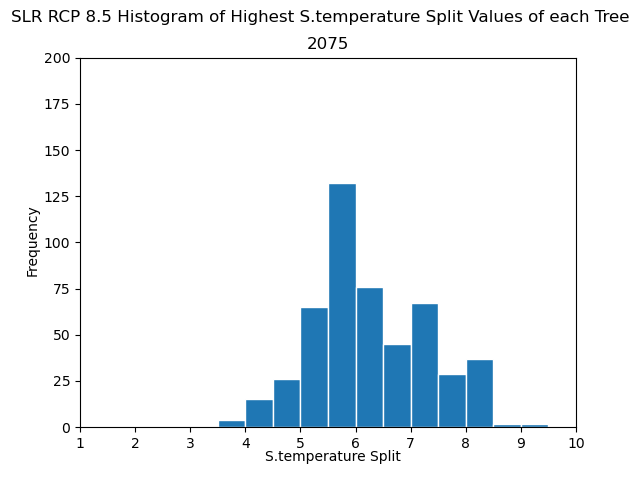 SLR RCP 8.5 Histogram of Highest S.temperature Split Values of each Tree
2075
200
175
150
125
100
75
50
25
0
Frequency
1 2 3 4 5 6 7 8 9 10
S.temperature Split